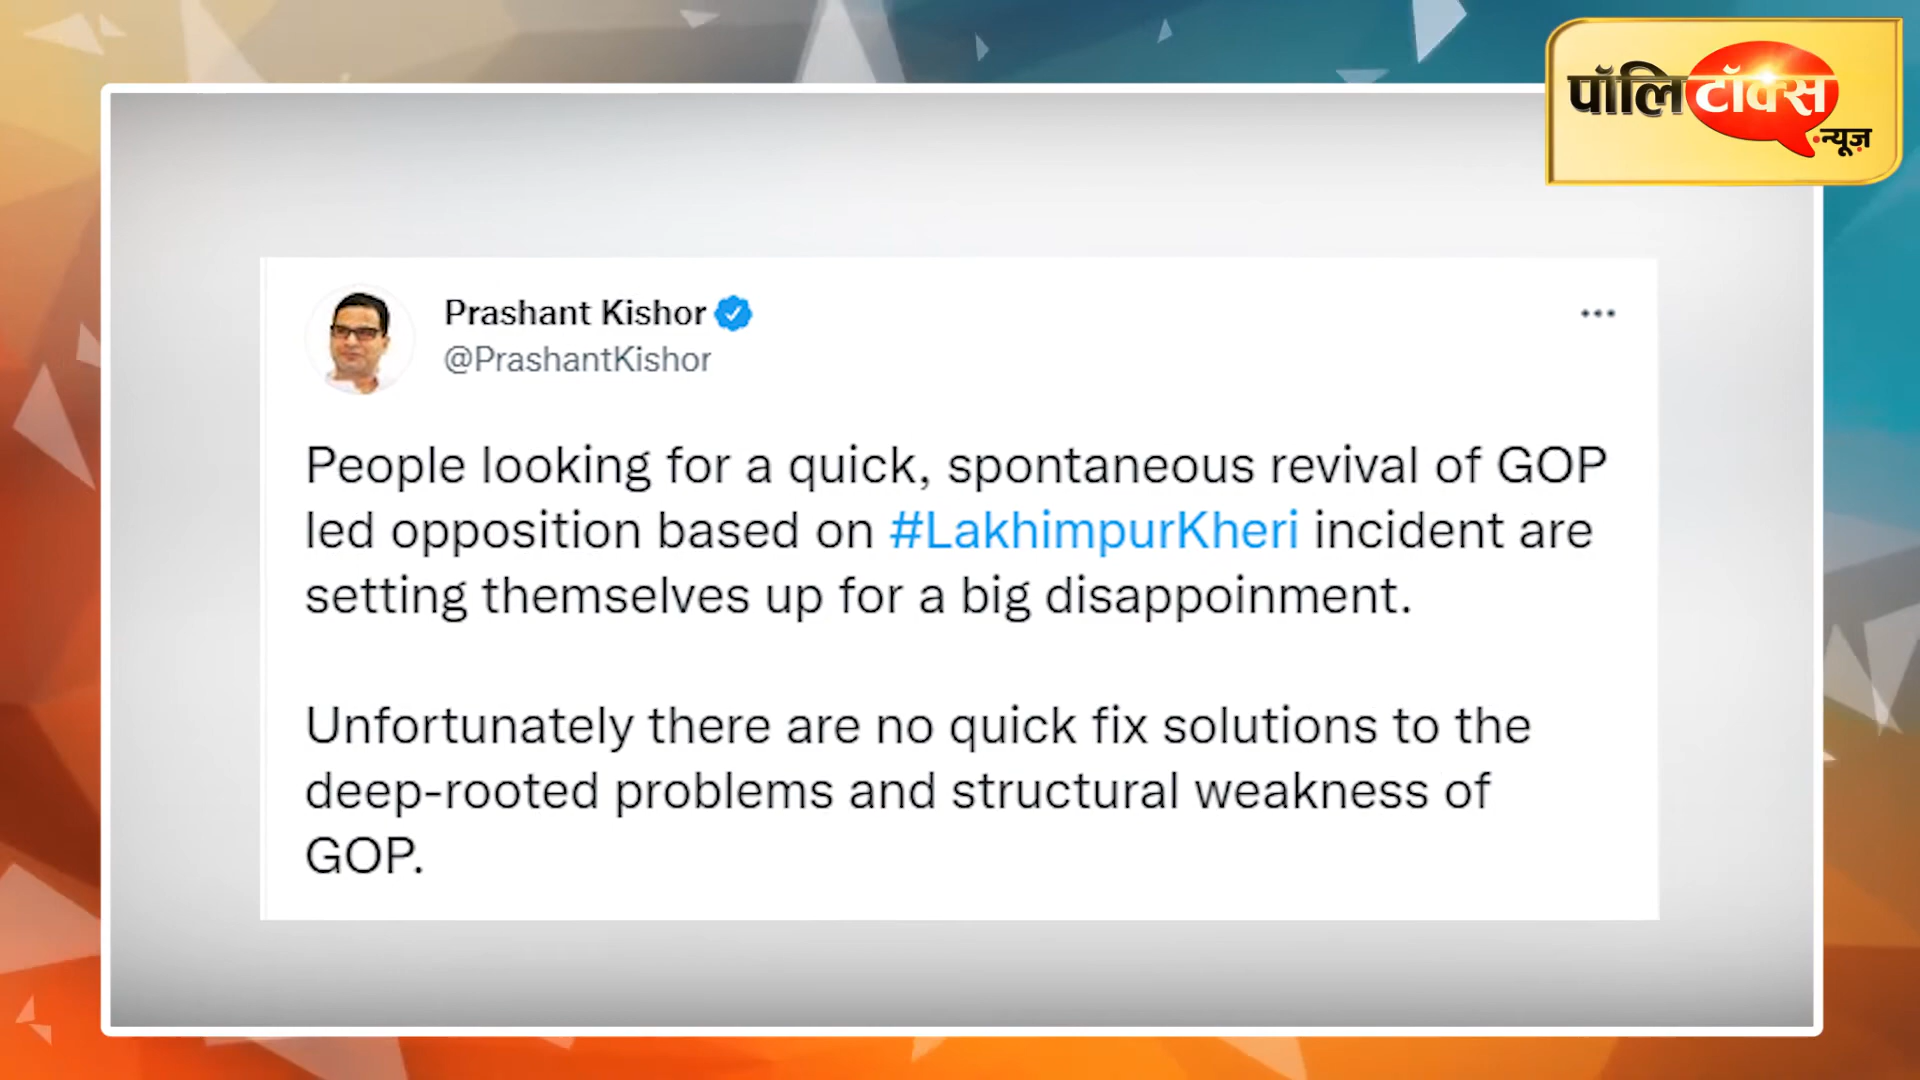 पॉलिटॉक्स
.न्यूज़
Prashant Kishor
@PrashantKishor
People looking for a quick, spontaneous revival of GOP
led opposition based on #LakhimpurKheri incident are
setting themselves up for a big disappoinment.
Unfortunately there are no quick fix solutions to the
deep-rooted problems and structural weakness of
GOP.